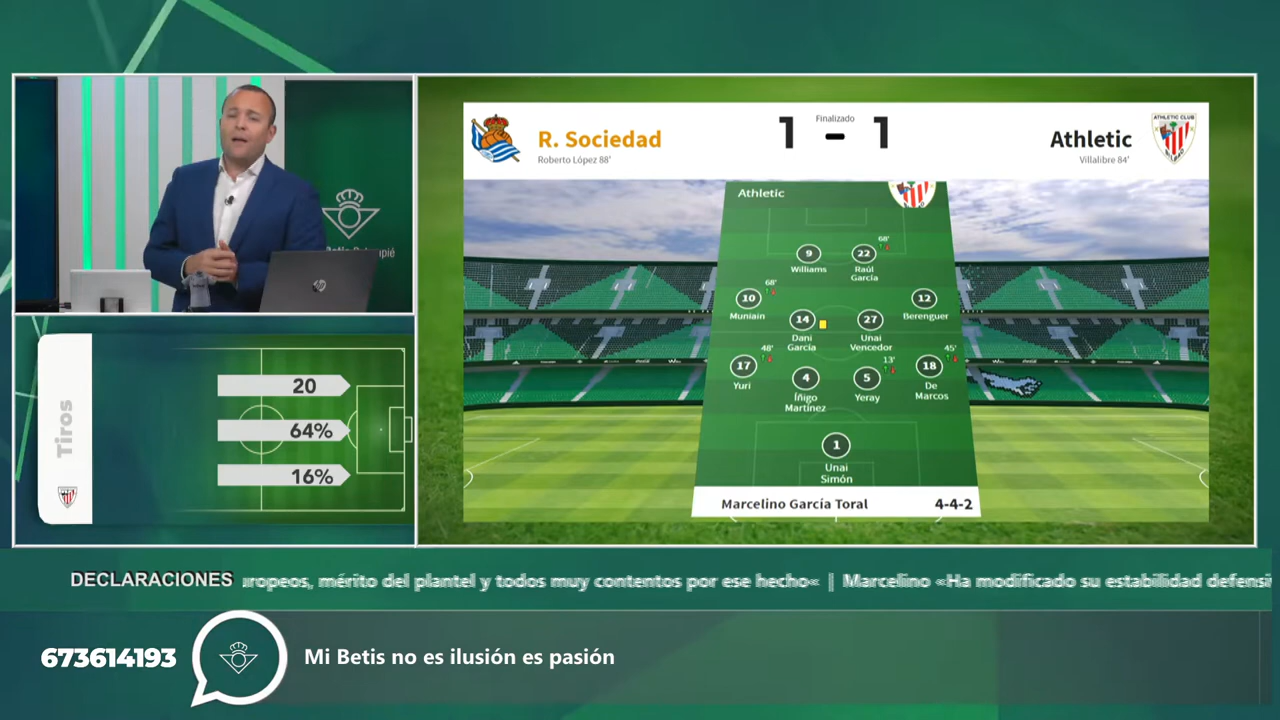 R. Sociedad
Roberto López 88'
Finalizado
1 - 1
Athletic
Villalibre 84'
ATHLETIC CLUB
Athletic
9
Williams
68'
22
Raúl
García
68'
10
Muniain
14
Dani
García
27
Unai
Vencedor
12
Berenguer
48'
17
Yuri
4
Íñigo
Martínez
13'
5
Yeray
45'
18
De
Marcos
1
Unai
Simón
Marcelino García Toral 4-4-2
hp
Tiros
20
64%
16%
DECLARACIONES
mérito del plantel y todos muy contentos por ese hecho« | Marcelino «Ha modificado su estabilidad
673614193
Mi Betis no es ilusión es pasión